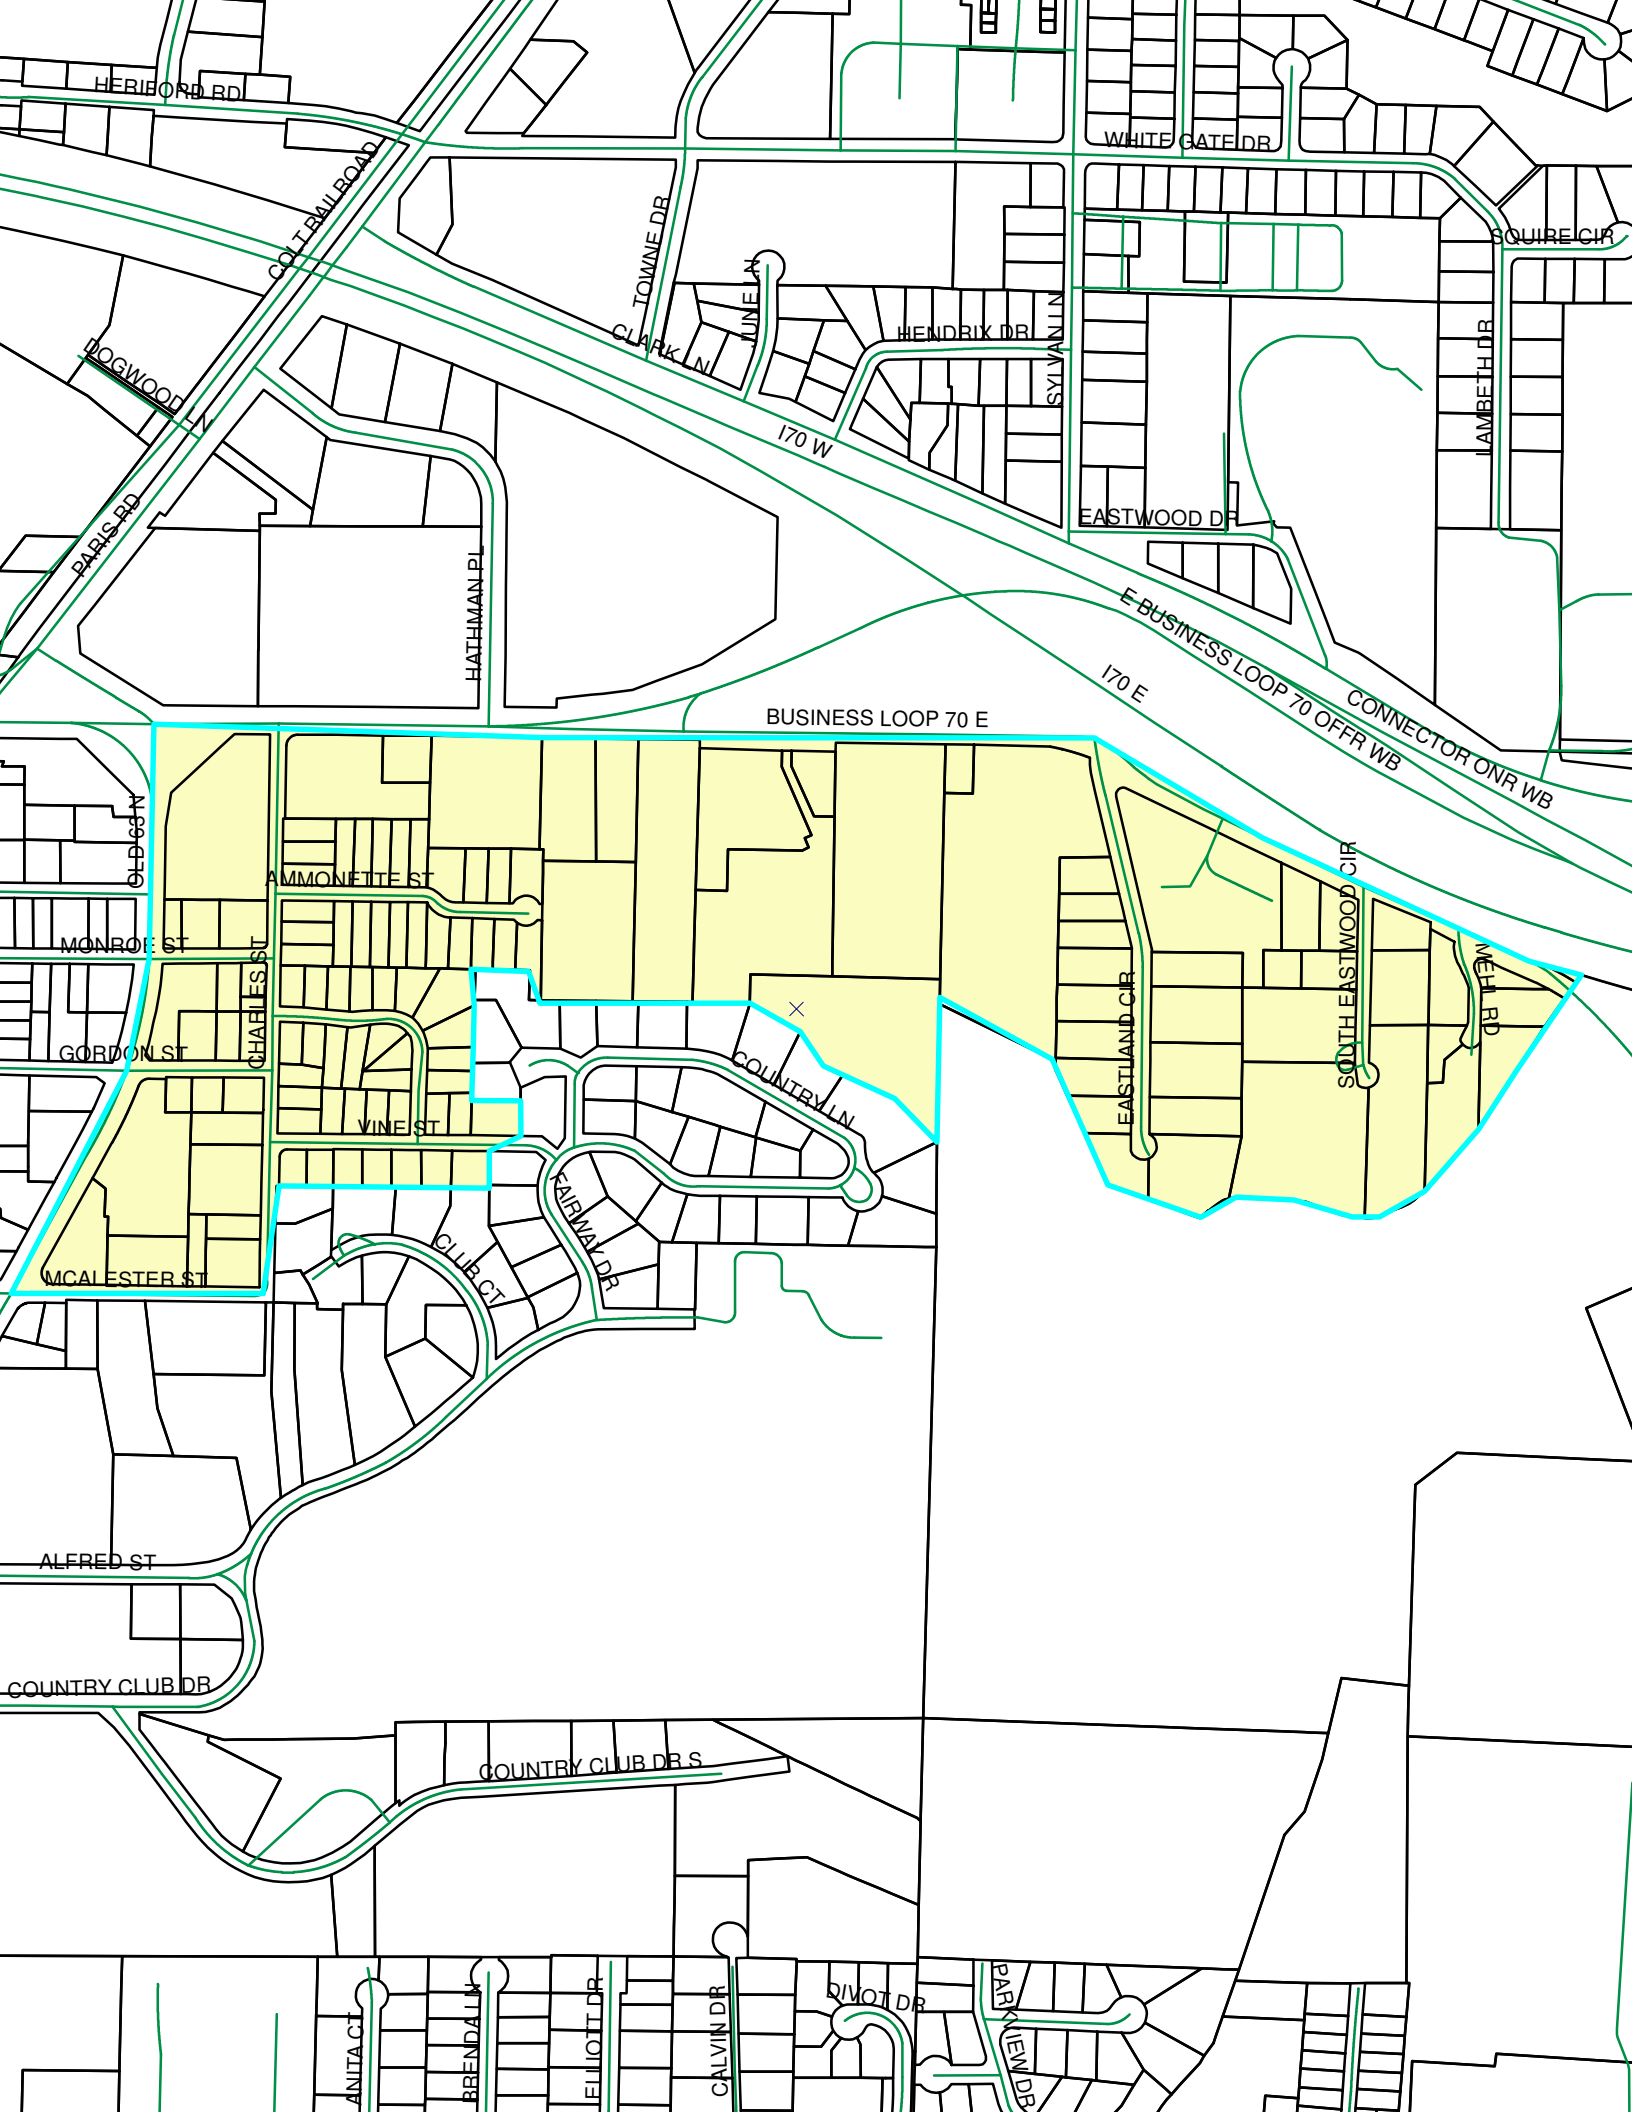 HERIFORD RD
WHITE GATE DR
COLT RAILROAD
TOWNE DR
SQUIRE CIR
JUNE LN
CLARK LN
HENDRIX DR
SYLVAN LN
LAMBETH DR
DOGWOOD LN
I70 W
EASTWOOD DR
PARIS RD
HATHMAN PL
E BUSINESS LOOP 70 OFFR WB
I70 E
CONNECTOR ONR WB
BUSINESS LOOP 70 E
OLD 63 N
AMMONETTE ST
MONROE ST
CHARLES ST
GORDON ST
VINE ST
COUNTRY LN
EASTLAND CIR
SOUTH EASTWOOD CIR
MEHL RD
FAIRWAY DR
CLUB CT
MCALESTER ST
ALFRED ST
COUNTRY CLUB DR
COUNTRY CLUB DR S
ANITA CT
BRENDA LN
ELLIOTT DR
CALVIN DR
DIVOT DR
PARKVIEW DR